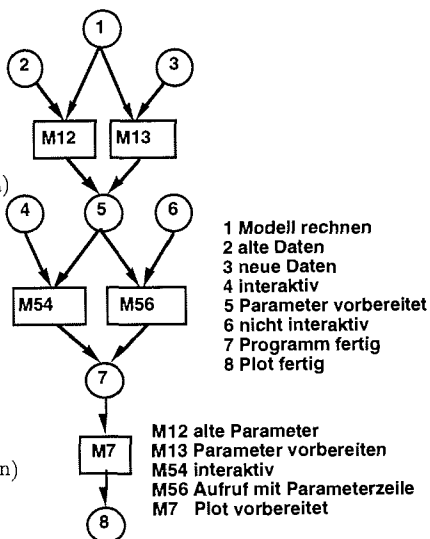 1
2
3
M12
M13
)
4
5
6
1 Modell rechnen
2 alte Daten
3 neue Daten
4 interaktiv
5 Parameter vorbereitet
6 nicht interaktiv
7 Programm fertig
8 Plot fertig
M54
M56
7
M7
M12 alte Parameter
M13 Parameter vorbereiten
M54 interaktiv
M56 Aufruf mit Parameterzeile
M7 Plot vorbereitet
n)
8